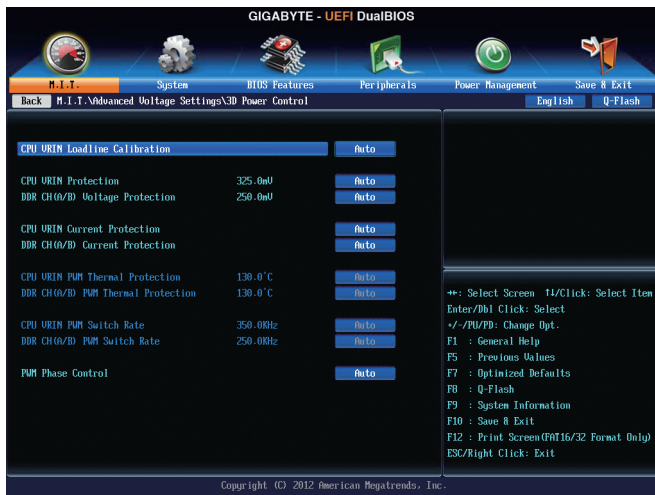 GIGABYTE - UEFI DualBIOS
M.I.T. System BIOS Features Peripherals Power Management Save & Exit
Back M.I.T.\Advanced Voltage Settings\3D Power Control English Q-Flash
CPU VRIN Loadline Calibration Auto
CPU VRIN Protection 325.0mV Auto
DDR CH(A/B) Voltage Protection 250.0mV Auto
CPU VRIN Current Protection Auto
DDR CH(A/B) Current Protection Auto
CPU VRIN PWM Thermal Protection 130.0°C Auto
DDR CH(A/B) PWM Thermal Protection 130.0°C Auto
CPU VRIN PWM Switch Rate 350.0KHz Auto
DDR CH(A/B) PWM Switch Rate 250.0KHz Auto
PWM Phase Control Auto
→←: Select Screen ↑↓/Click: Select Item
Enter/Dbl Click: Select
+/-/PU/PD: Change Opt.
F1 : General Help
F5 : Previous Values
F7 : Optimized Defaults
F8 : Q-Flash
F9 : System Information
F10 : Save & Exit
F12 : Print Screen(FAT16/32 Format Only)
ESC/Right Click: Exit
Copyright (C) 2012 American Megatrends, Inc.